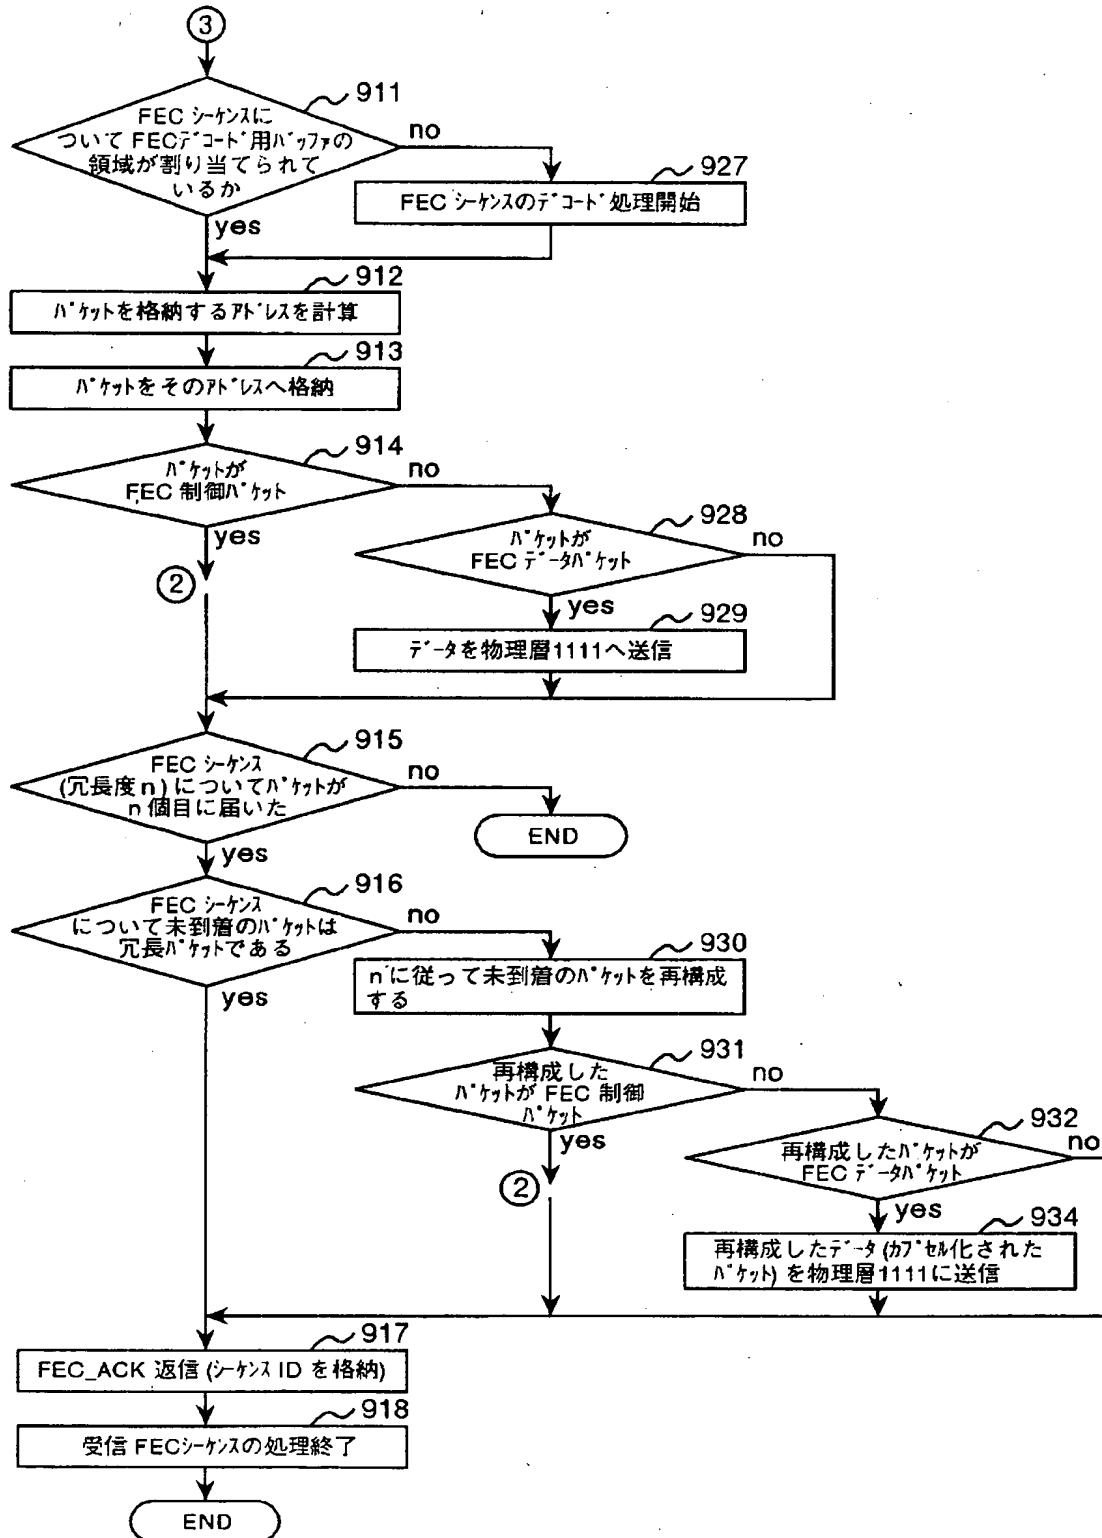 ③
911
FEC シーケンスに
ついて FECデコード用バッファの
領域が割り当てられて
いるか
no
yes
927
FEC シーケンスのデコード処理開始
912
パケットを格納するアドレスを計算
913
パケットをそのアドレスへ格納
914
パケットが
FEC 制御パケット
no
yes
②
928
パケットが
FEC データパケット
no
yes
929
データを物理層1111へ送信
915
FEC シーケンス
(冗長度 n) についてパケットが
n 個目に届いた
no
END
yes
916
FEC シーケンス
について未到着のパケットは
冗長パケットである
no
yes
930
n に従って未到着のパケットを再構成
する
931
再構成した
パケットが FEC 制御
パケット
no
yes
②
932
再構成したパケットが
FEC データパケット
no
yes
934
再構成したデータ (カプセル化された
パケット) を物理層1111に送信
917
FEC_ACK 返信 (シーケンス ID を格納)
918
受信 FECシーケンスの処理終了
END